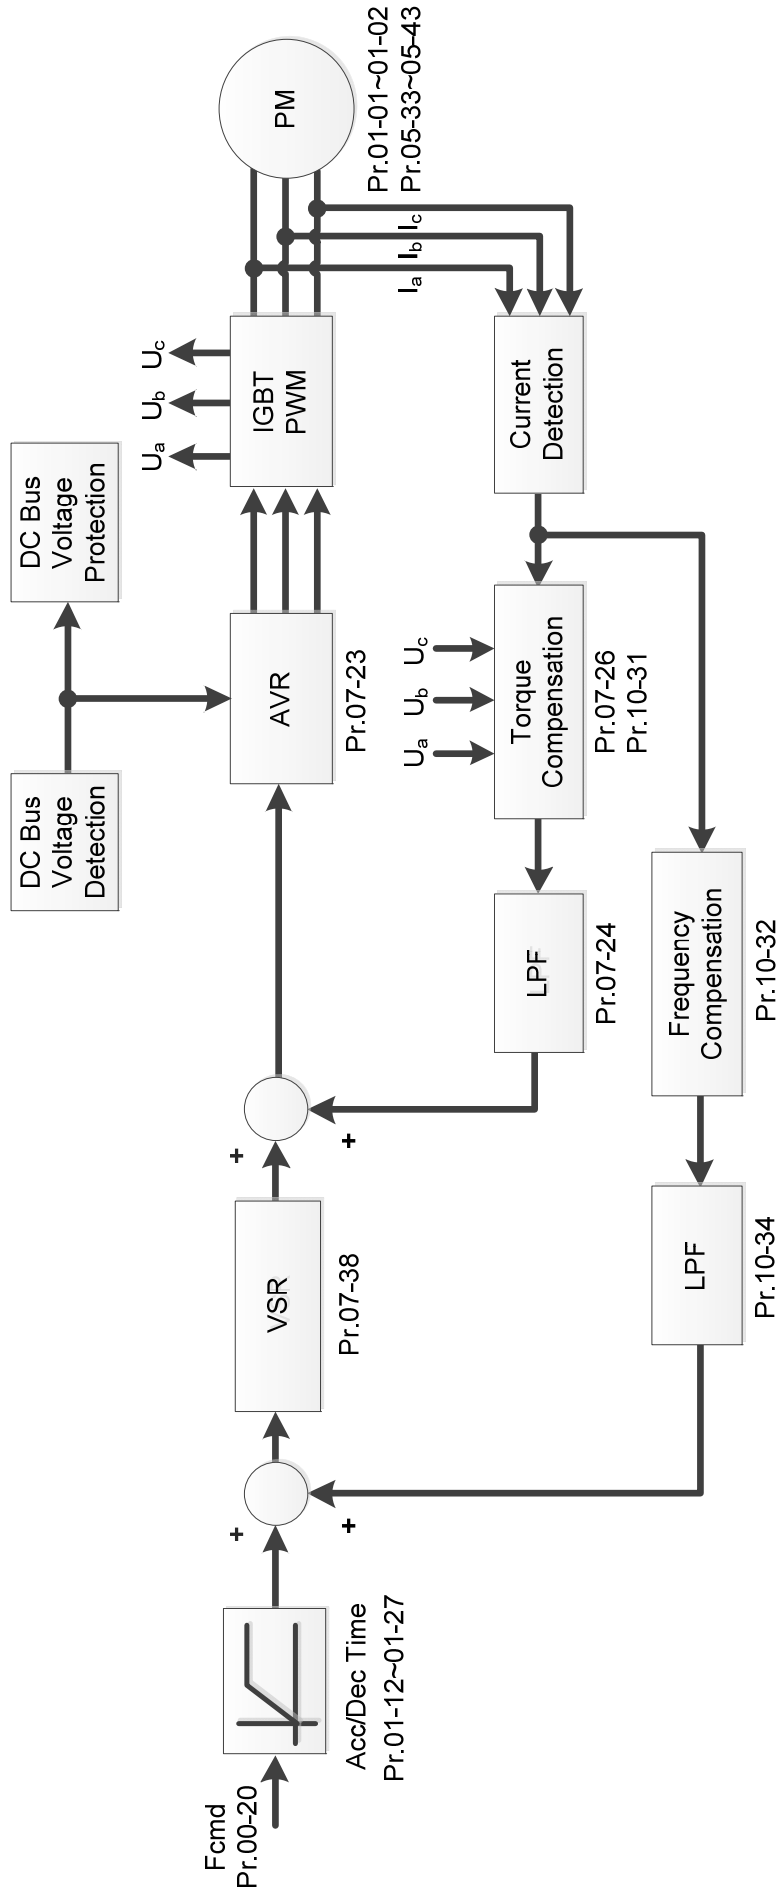 DC Bus
Voltage
Detection
DC Bus
Voltage
Protection
Fcmd
Pr.00-20
Acc/Dec Time
Pr.01-12~01-27
+
+
VSR
Pr.07-38
+
+
AVR
Pr.07-23
Ua
Ub
Uc
IGBT
PWM
PM
Pr.01-01~01-02
Pr.05-33~05-43
Ia
Ib
Ic
Current
Detection
Ua
Ub
Uc
Torque
Compensation
Pr.07-26
Pr.10-31
LPF
Pr.07-24
Frequency
Compensation
Pr.10-32
LPF
Pr.10-34